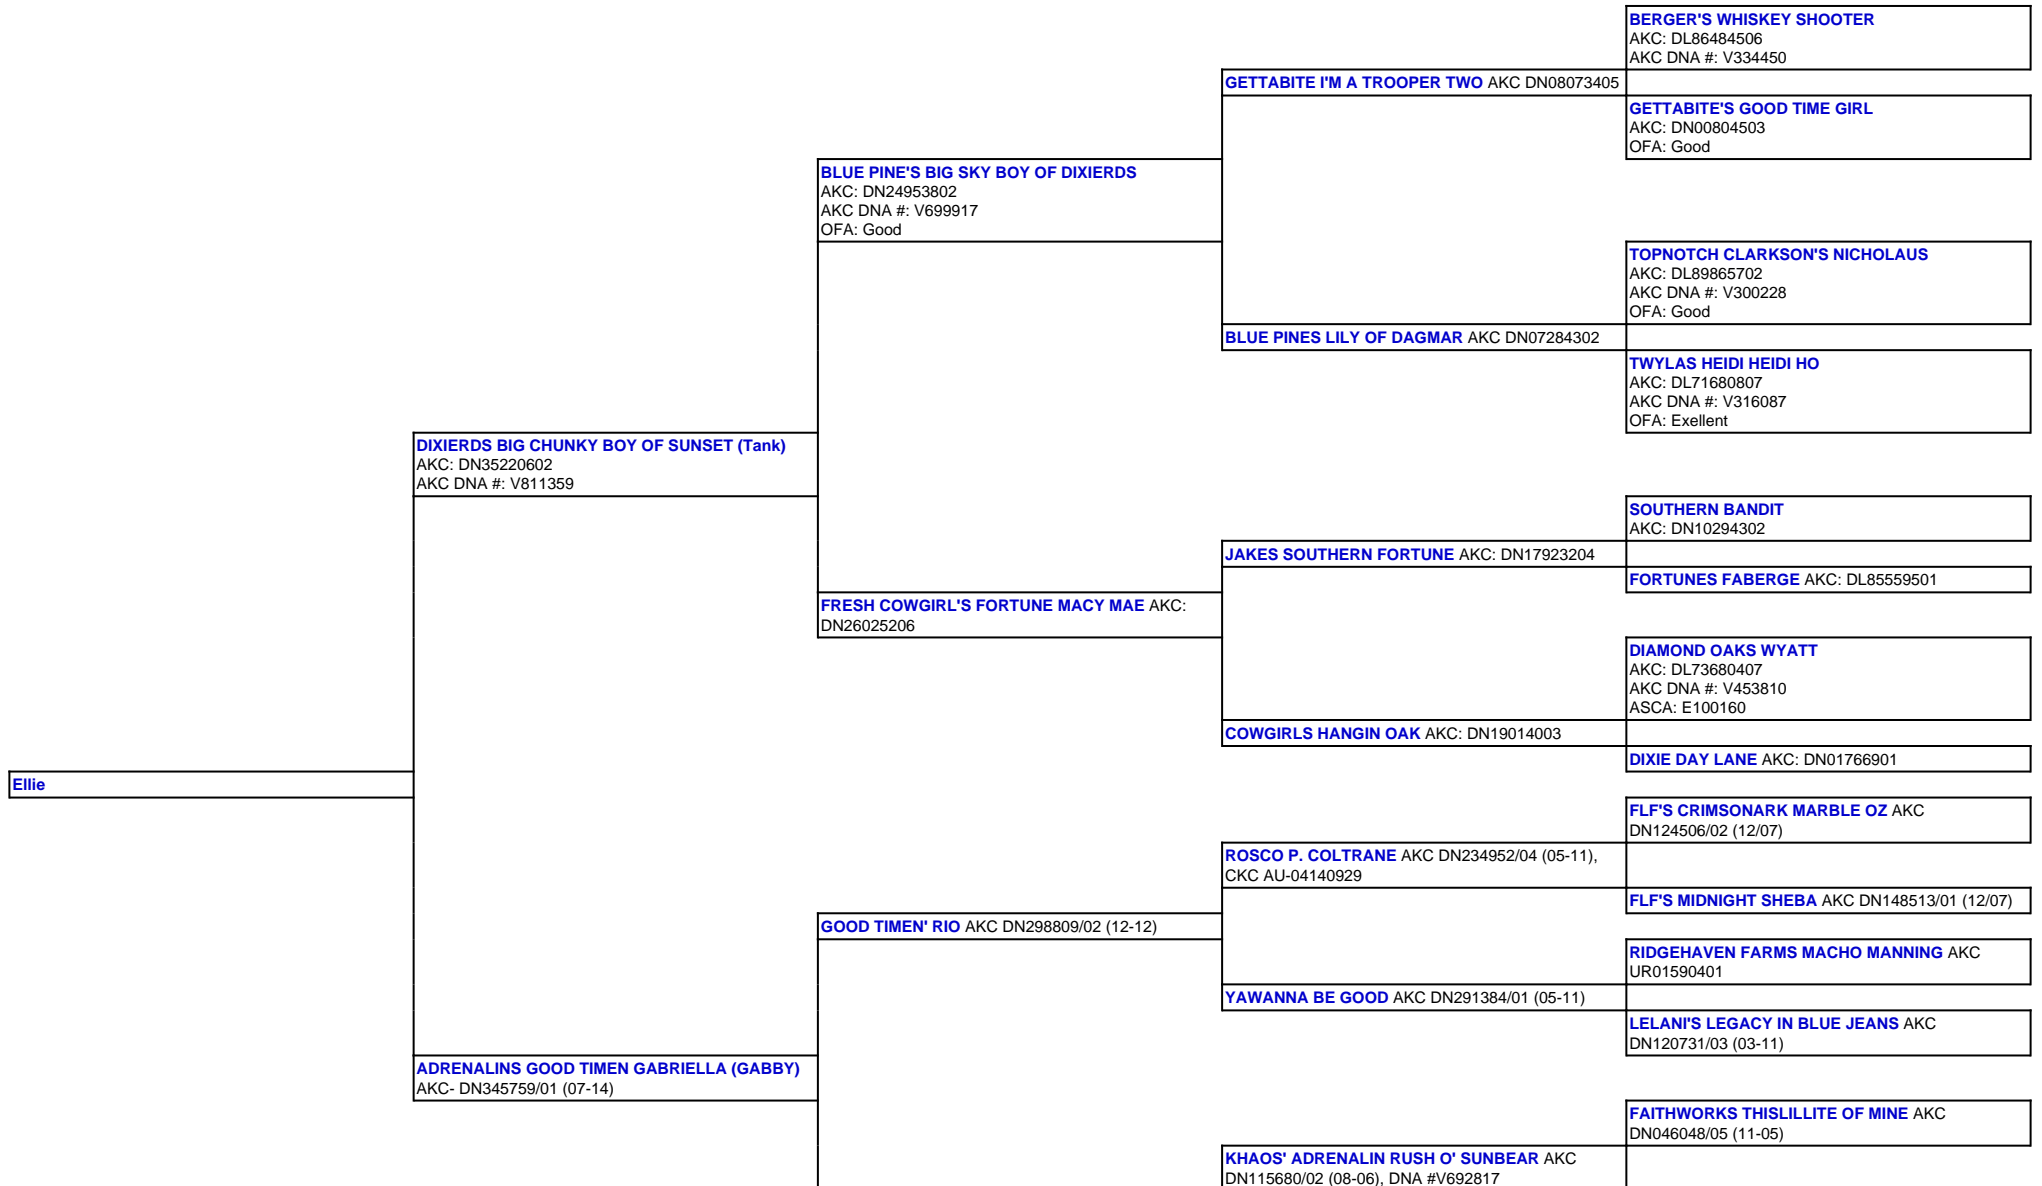 BERGER'S WHISKEY SHOOTER
AKC: DL86484506
AKC DNA #: V334450
GETTABITE I'M A TROOPER TWO AKC DN08073405
GETTABITE'S GOOD TIME GIRL
AKC: DN00804503
OFA: Good
BLUE PINE'S BIG SKY BOY OF DIXIERDS
AKC: DN24953802
AKC DNA #: V699917
OFA: Good
TOPNOTCH CLARKSON'S NICHOLAUS
AKC: DL89865702
AKC DNA #: V300228
OFA: Good
BLUE PINES LILY OF DAGMAR AKC DN07284302
TWYLAS HEIDI HEIDI HO
AKC: DL71680807
AKC DNA #: V316087
OFA: Exellent
DIXIERDS BIG CHUNKY BOY OF SUNSET (Tank)
AKC: DN35220602
AKC DNA #: V811359
SOUTHERN BANDIT
AKC: DN10294302
JAKES SOUTHERN FORTUNE AKC: DN17923204
FORTUNES FABERGE AKC: DL85559501
FRESH COWGIRL'S FORTUNE MACY MAE AKC:
DN26025206
DIAMOND OAKS WYATT
AKC: DL73680407
AKC DNA #: V453810
ASCA: E100160
COWGIRLS HANGIN OAK AKC: DN19014003
DIXIE DAY LANE AKC: DN01766901
Ellie
FLF'S CRIMSONARK MARBLE OZ AKC
DN124506/02 (12/07)
ROSCO P. COLTRANE AKC DN234952/04 (05-11),
CKC AU-04140929
FLF'S MIDNIGHT SHEBA AKC DN148513/01 (12/07)
GOOD TIMEN' RIO AKC DN298809/02 (12-12)
RIDGEHAVEN FARMS MACHO MANNING AKC
UR01590401
YAWANNA BE GOOD AKC DN291384/01 (05-11)
LELANI'S LEGACY IN BLUE JEANS AKC
DN120731/03 (03-11)
ADRENALINS GOOD TIMEN GABRIELLA (GABBY)
AKC- DN345759/01 (07-14)
FAITHWORKS THISLILLITE OF MINE AKC
DN046048/05 (11-05)
KHAOS' ADRENALIN RUSH O' SUNBEAR AKC
DN115680/02 (08-06), DNA #V692817